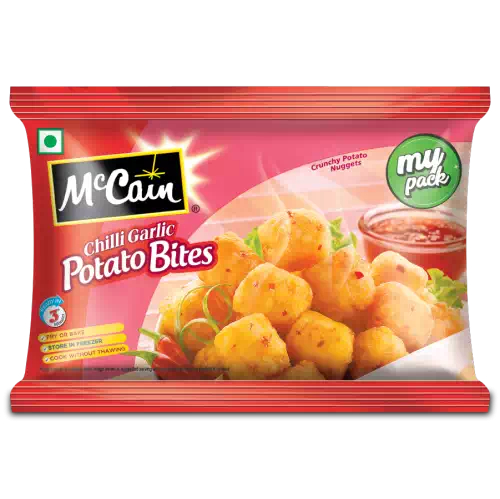 McCain
®
Chilli Garlic
Potato Bites
Crunchy Potato
Nuggets
my
pack
3
FRY OR BAKE
STORE IN FREEZER
COOK WITHOUT THAWING